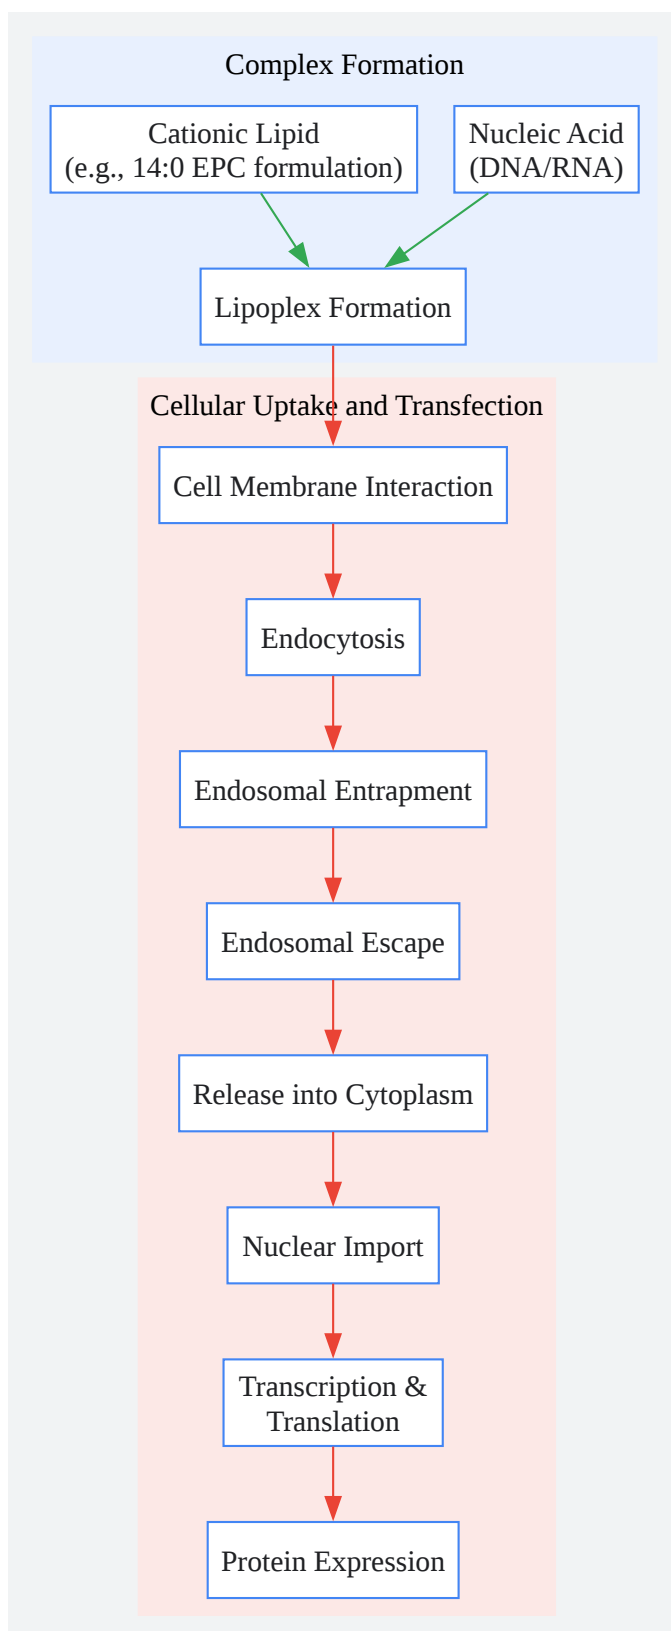 Complex Formation
Cationic Lipid
(e.g., 14:0 EPC formulation)
Nucleic Acid
(DNA/RNA)
Lipoplex Formation
Cellular Uptake and Transfection
Cell Membrane Interaction
Endocytosis
Endosomal Entrapment
Endosomal Escape
Release into Cytoplasm
Nuclear Import
Transcription &
Translation
Protein Expression